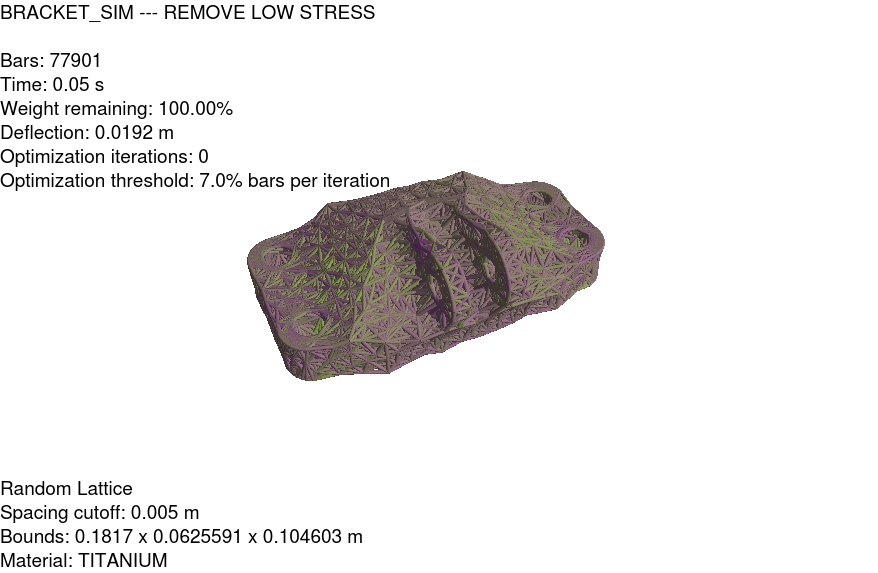 BRACKET_SIM --- REMOVE LOW STRESS
Bars: 77901
Time: 0.05 s
Weight remaining: 100.00%
Deflection: 0.0192 m
Optimization iterations: 0
Optimization threshold: 7.0% bars per iteration
Random Lattice
Spacing cutoff: 0.005 m
Bounds: 0.1817 x 0.0625591 x 0.104603 m
Material: TITANIUM